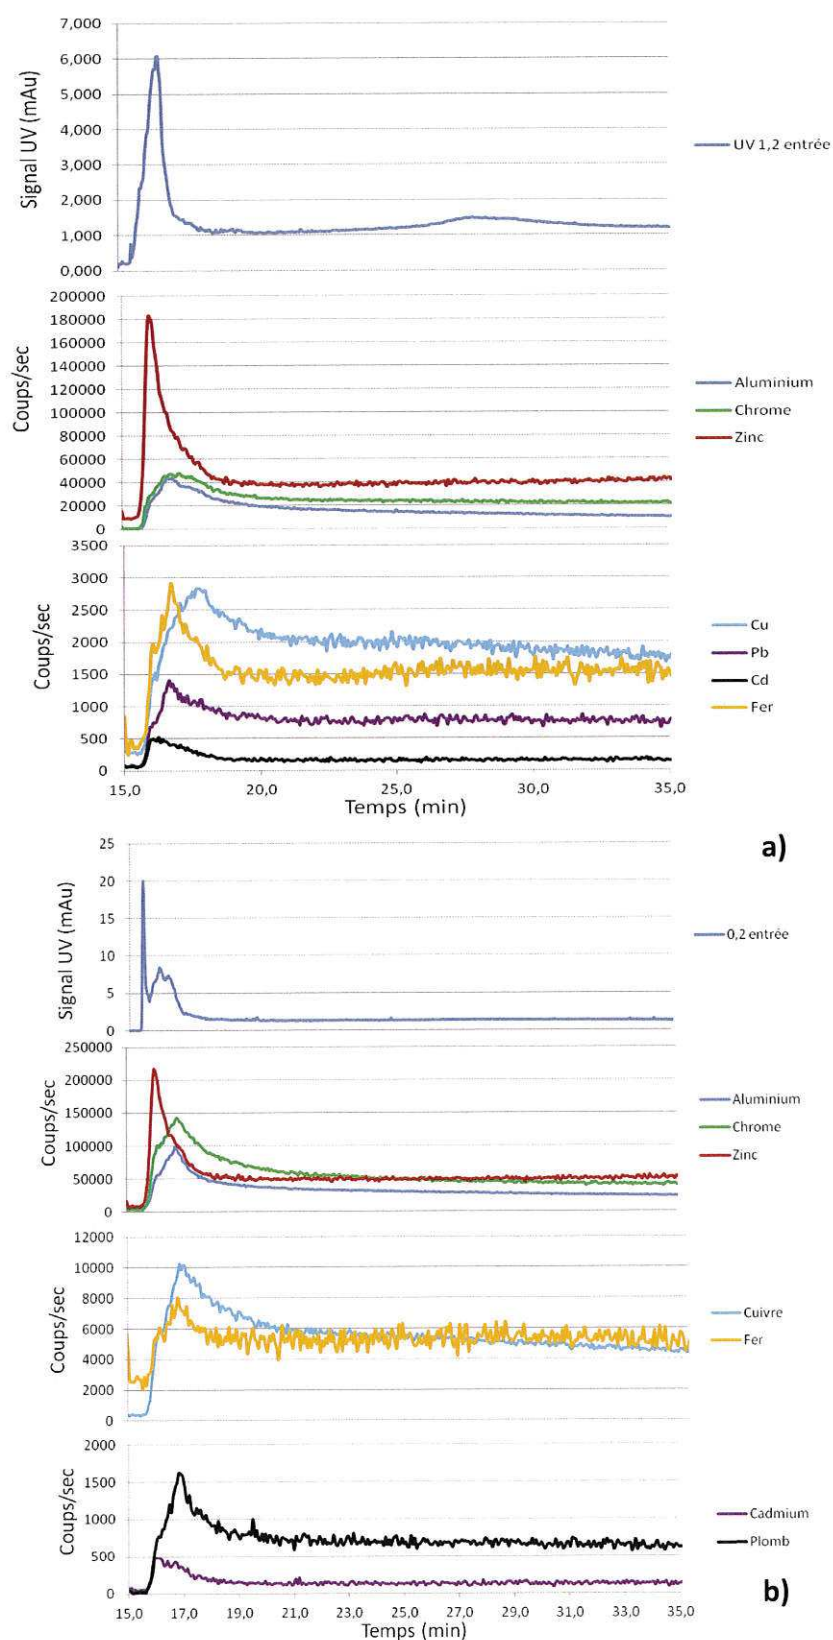 7,000
6,000
5,000
4,000
3,000
2,000
1,000
0,000
Signal UV (mAu)
UV 1,2 entrée
200000
180000
160000
140000
120000
100000
80000
60000
40000
20000
0
Coups/sec
Aluminium
Chrome
Zinc
3500
3000
2500
2000
1500
1000
500
0
Coups/sec
Cu
Pb
Cd
Fer
15,0 20,0 25,0 30,0 35,0
Temps (min)
a)
25
20
15
10
5
0
Signal UV (mAu)
0,2 entrée
250000
200000
150000
100000
50000
0
Coups/sec
Aluminium
Chrome
Zinc
12000
10000
8000
6000
4000
2000
0
Coups/sec
Cuivre
Fer
2000
1500
1000
500
0
Coups/sec
Cadmium
Plomb
15,0 17,0 19,0 21,0 23,0 25,0 27,0 29,0 31,0 33,0 35,0
Temps (min)
b)